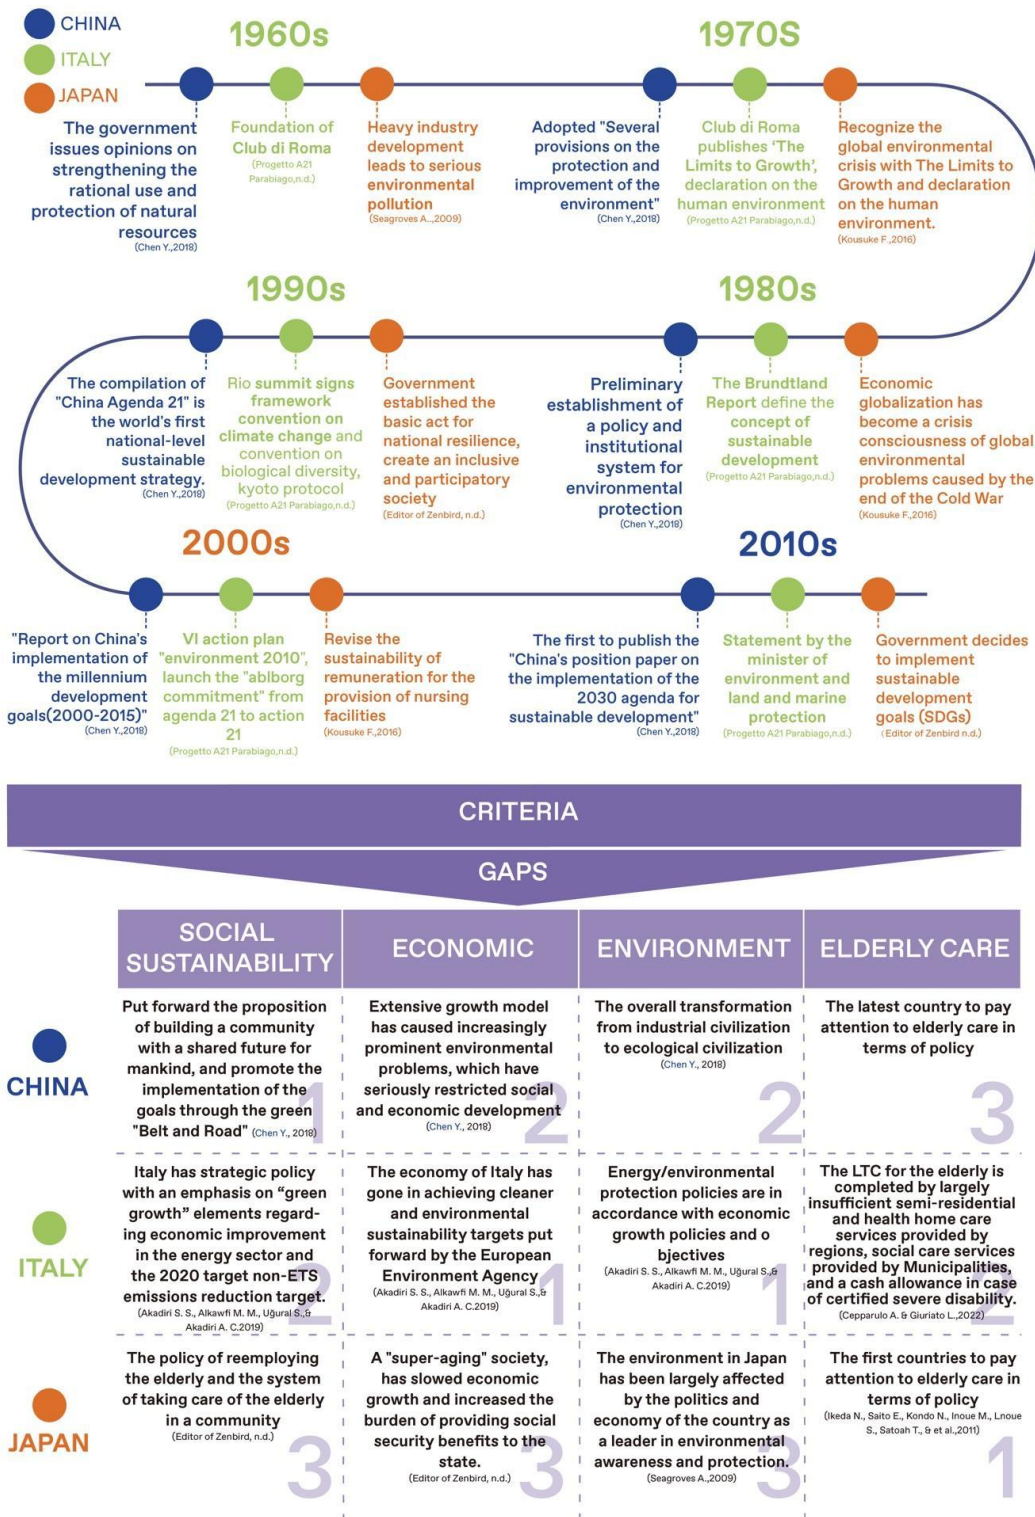 CHINA
ITALY
JAPAN
1960s
The government
issues opinions on
strengthening the
rational use and
protection of natural
resources
(Chen Y.,2018)
Foundation of
Club di Roma
(Progetto A21
Parabiago,n.d.)
Heavy industry
development
leads to serious
environmental
pollution
(Seagroves A..,2009)
1970S
Adopted "Several
provisions on the
protection and
improvement of the
environment"
(Chen Y.,2018)
Club di Roma
publishes ‘The
Limits to Growth’,
declaration on the
human environment
(Progetto A21 Parabiago,n.d.)
Recognize the
global environmental
crisis with The Limits to
Growth and declaration
on the human
environment.
(Kousuke F.,2016)
1990s
The compilation of
"China Agenda 21" is
the world's first
national-level
sustainable
development strategy.
(Chen Y.,2018)
Rio summit signs
framework
convention on
climate change and
convention on
biological diversity,
kyoto protocol
(Progetto A21 Parabiago,n.d.)
Government
established the
basic act for
national resilience,
create an inclusive
and participatory
society
(Editor of Zenbird, n.d.)
1980s
Preliminary
establishment of
a policy and
institutional
system for
environmental
protection
(Chen Y.,2018)
The Brundtland
Report define the
concept of
sustainable
development
(Progetto A21 Parabiago,n.d.)
Economic
globalization has
become a crisis
consciousness of global
environmental
problems caused by the
end of the Cold War
(Kousuke F.,2016)
2000s
"Report on China's
implementation of
the millennium
development
goals(2000-2015)"
(Chen Y.,2018)
VI action plan
"environment 2010",
launch the "ablborg
commitment" from
agenda 21 to action
21
(Progetto A21 Parabiago,n.d.)
Revise the
sustainability of
remuneration for the
provision of nursing
facilities
(Kousuke F.,2016)
2010s
The first to publish the
"China's position paper on
the implementation of the
2030 agenda for
sustainable development"
(Chen Y.,2018)
Statement by the
minister of
environment and
land and marine
protection
(Progetto A21 Parabiago,n.d.)
Government decides
to implement
sustainable
development
goals (SDGs)
(Editor of Zenbird n.d.)
CRITERIA
GAPS
SOCIAL
SUSTAINABILITY
ECONOMIC
ENVIRONMENT
ELDERLY CARE
CHINA
Put forward the proposition
of building a community
with a shared future for
mankind, and promote the
implementation of the
goals through the green
"Belt and Road" (Chen Y., 2018)
1
Extensive growth model
has caused increasingly
prominent environmental
problems, which have
seriously restricted social
and economic development
(Chen Y., 2018)
2
The overall transformation
from industrial civilization
to ecological civilization
(Chen Y., 2018)
2
The latest country to pay
attention to elderly care in
terms of policy
3
ITALY
Italy has strategic policy
with an emphasis on “green
growth” elements regard-
ing economic improvement
in the energy sector and
the 2020 target non-ETS
emissions reduction target.
(Akadiri S. S., Alkawfi M. M., Uğural S.,&
Akadiri A. C.2019)
2
The economy of Italy has
gone in achieving cleaner
and environmental
sustainability targets put
forward by the European
Environment Agency
(Akadiri S. S., Alkawfi M. M., Uğural S.,&
Akadiri A. C.2019)
1
Energy/environmental
protection policies are in
accordance with economic
growth policies and o
bjectives
(Akadiri S. S., Alkawfi M. M., Uğural S.,&
Akadiri A. C.2019)
1
The LTC for the elderly is
completed by largely
insufficient semi-residential
and health home care
services provided by
regions, social care services
provided by Municipalities,
and a cash allowance in case
of certified severe disability.
(Cepparulo A. & Giuriato L.,2022)
2
JAPAN
The policy of reemploying
the elderly and the system
of taking care of the elderly
in a community
(Editor of Zenbird, n.d.)
3
A "super-aging" society,
has slowed economic
growth and increased the
burden of providing social
security benefits to the
state.
(Editor of Zenbird, n.d.)
3
The environment in Japan
has been largely affected
by the politics and
economy of the country as
a leader in environmental
awareness and protection.
(Seagroves A.,2009)
3
The first countries to pay
attention to elderly care in
terms of policy
(Ikeda N., Saito E., Kondo N., Inoue M., Lnoue
S., Satoah T., & et al.,2011)
1